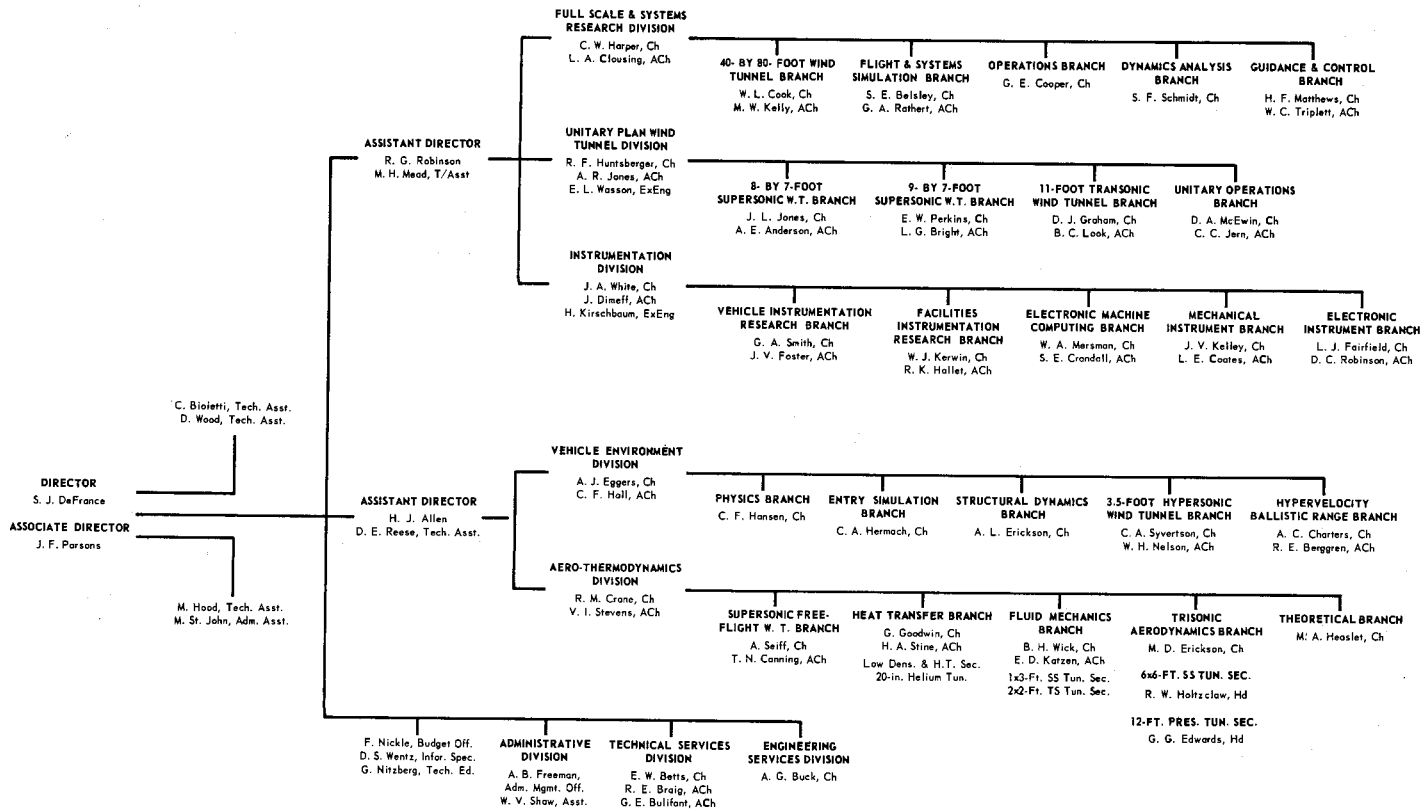 FULL SCALE & SYSTEMS
RESEARCH DIVISION
C. W. Harper, Ch
L. A. Clousing, ACh
40- BY 80- FOOT WIND
TUNNEL BRANCH
W. L. Cook, Ch
M. W. Kelly, ACh
FLIGHT & SYSTEMS
SIMULATION BRANCH
S. E. Belsley, Ch
G. A. Rathert, ACh
OPERATIONS BRANCH
G. E. Cooper, Ch
DYNAMICS ANALYSIS
BRANCH
S. F. Schmidt, Ch
GUIDANCE & CONTROL
BRANCH
H. F. Matthews, Ch
W. C. Triplett, ACh
ASSISTANT DIRECTOR
R. G. Robinson
M. H. Mead, T/Asst
UNITARY PLAN WIND
TUNNEL DIVISION
R. F. Huntsberger, Ch
A. R. Jones, ACh
E. L. Wasson, ExEng
8- BY 7-FOOT
SUPERSONIC W.T. BRANCH
J. L. Jones, Ch
A. E. Anderson, ACh
9- BY 7-FOOT
SUPERSONIC W.T. BRANCH
E. W. Perkins, Ch
L. G. Bright, ACh
11-FOOT TRANSONIC
WIND TUNNEL BRANCH
D. J. Graham, Ch
B. C. Look, ACh
UNITARY OPERATIONS
BRANCH
D. A. McEwin, Ch
C. C. Jern, ACh
INSTRUMENTATION
DIVISION
J. A. White, Ch
J. Dimeff, ACh
H. Kirschbaum, ExEng
VEHICLE INSTRUMENTATION
RESEARCH BRANCH
G. A. Smith, Ch
J. V. Foster, ACh
FACILITIES
INSTRUMENTATION
RESEARCH BRANCH
W. J. Kerwin, Ch
R. K. Hallet, ACh
ELECTRONIC MACHINE
COMPUTING BRANCH
W. A. Mersman, Ch
S. E. Crandall, ACh
MECHANICAL
INSTRUMENT BRANCH
J. V. Kelley, Ch
L. E. Coates, ACh
ELECTRONIC
INSTRUMENT BRANCH
L. J. Fairfield, Ch
D. C. Robinson, ACh
C. Bioletti, Tech. Asst.
D. Wood, Tech. Asst.
DIRECTOR
S. J. DeFrance
ASSOCIATE DIRECTOR
J. F. Parsons
M. Hood, Tech. Asst.
M. St. John, Adm. Asst.
ASSISTANT DIRECTOR
H. J. Allen
D. E. Reese, Tech. Asst.
VEHICLE ENVIRONMENT
DIVISION
A. J. Eggers, Ch
C. F. Hall, ACh
PHYSICS BRANCH
C. F. Hansen, Ch
ENTRY SIMULATION
BRANCH
C. A. Hermach, Ch
STRUCTURAL DYNAMICS
BRANCH
A. L. Erickson, Ch
3.5-FOOT HYPERSONIC
WIND TUNNEL BRANCH
C. A. Syvertson, Ch
W. H. Nelson, ACh
HYPERVELOCITY
BALLISTIC RANGE BRANCH
A. C. Charters, Ch
R. E. Berggren, ACh
AERO-THERMODYNAMICS
DIVISION
R. M. Crane, Ch
V. I. Stevens, ACh
SUPERSONIC FREE-
FLIGHT W. T. BRANCH
A. Seiff, Ch
T. N. Canning, ACh
HEAT TRANSFER BRANCH
G. Goodwin, Ch
H. A. Stine, ACh
Low Dens. & H.T. Sec.
20-in. Helium Tun.
FLUID MECHANICS
BRANCH
B. H. Wick, Ch
E. D. Katzen, ACh
1x3-Ft. SS Tun. Sec.
2x2-Ft. TS Tun. Sec.
TRISONIC
AERODYNAMICS BRANCH
M. D. Erickson, Ch
6x6-FT. SS TUN. SEC.
R. W. Holtzclaw, Hd
12-FT. PRES. TUN. SEC.
G. G. Edwards, Hd
THEORETICAL BRANCH
M. A. Heaslet, Ch
F. Nickle, Budget Off.
D. S. Wentz, Infor. Spec.
G. Nitzberg, Tech. Ed.
ADMINISTRATIVE
DIVISION
A. B. Freeman,
Adm. Mgmt. Off.
W. V. Shaw, Asst.
TECHNICAL SERVICES
DIVISION
E. W. Betts, Ch
R. E. Braig, ACh
G. E. Bulifant, ACh
ENGINEERING
SERVICES DIVISION
A. G. Buck, Ch